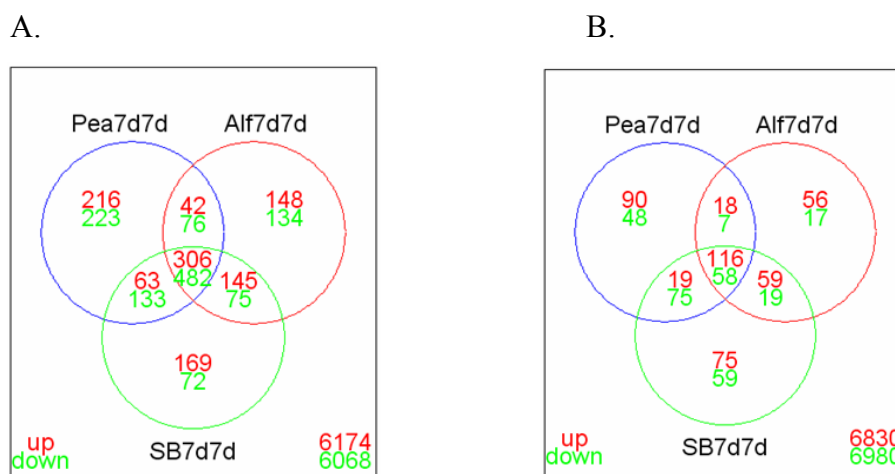 A. B.
Pea7d7d Alf7d7d Pea7d7d Alf7d7d
216 42 148 90 18 56
223 76 134 48 7 17
306 116
63 482 145 19 58 59
133 75 75 19
169 75
72 59
up SB7d7d 6174 up SB7d7d 6830
down 6068 down 6980